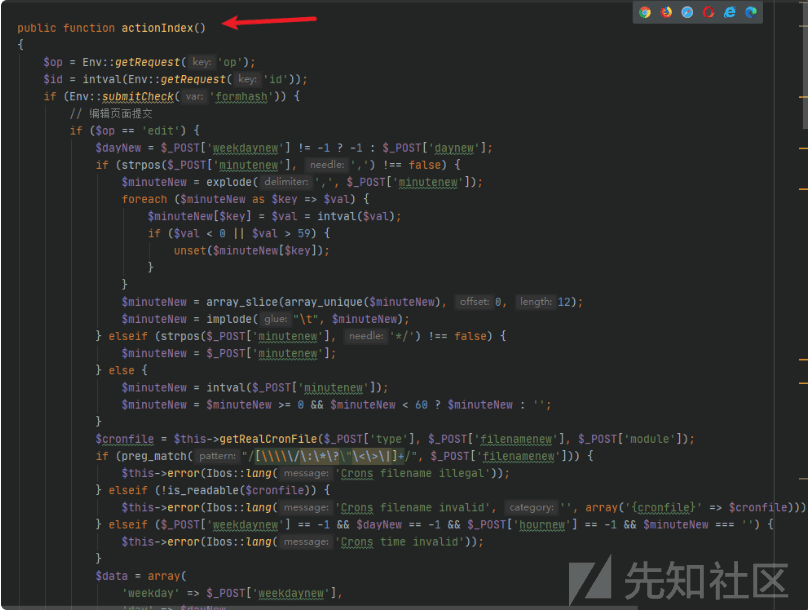 public function actionIndex()
{
$op = Env::getRequest( key: 'op');
$id = intval(Env::getRequest( key: 'id'));
if (Env::submitCheck( var: 'formhash')) {
// 编辑页面提交
if ($op == 'edit') {
$dayNew = $_POST['weekdaynew'] != -1 ? -1 : $_POST['daynew'];
if (strpos($_POST['minutenew'], needle: ',') !== false) {
$minuteNew = explode( delimiter: ',', $_POST['minutenew']);
foreach ($minuteNew as $key => $val) {
$minuteNew[$key] = $val = intval($val);
if ($val < 0 || $val > 59) {
unset($minuteNew[$key]);
}
}
$minuteNew = array_slice(array_unique($minuteNew), offset: 0, length: 12);
$minuteNew = implode( glue: "\t", $minuteNew);
} elseif (strpos($_POST['minutenew'], needle: '*/') !== false) {
$minuteNew = $_POST['minutenew'];
} else {
$minuteNew = intval($_POST['minutenew']);
$minuteNew = $minuteNew >= 0 && $minuteNew < 60 ? $minuteNew : '';
}
$cronfile = $this->getRealCronFile($_POST['type'], $_POST['filenamenew'], $_POST['module']);
if (preg_match( pattern: "/[\\\\\/\:\*\?\"\<\>\|]+/", $_POST['filenamenew'])) {
$this->error(Ibos::lang( message: 'Crons filename illegal'));
} elseif (!is_readable($cronfile)) {
$this->error(Ibos::lang( message: 'Crons filename invalid', category: '', array('{cronfile}' => $cronfile)))
} elseif ($_POST['weekdaynew'] == -1 && $dayNew == -1 && $_POST['hournew'] == -1 && $minuteNew === '') {
$this->error(Ibos::lang( message: 'Crons time invalid'));
}
$data = array(
'weekday' => $_POST['weekdaynew'],
'day' => $dayNew,
先知社区